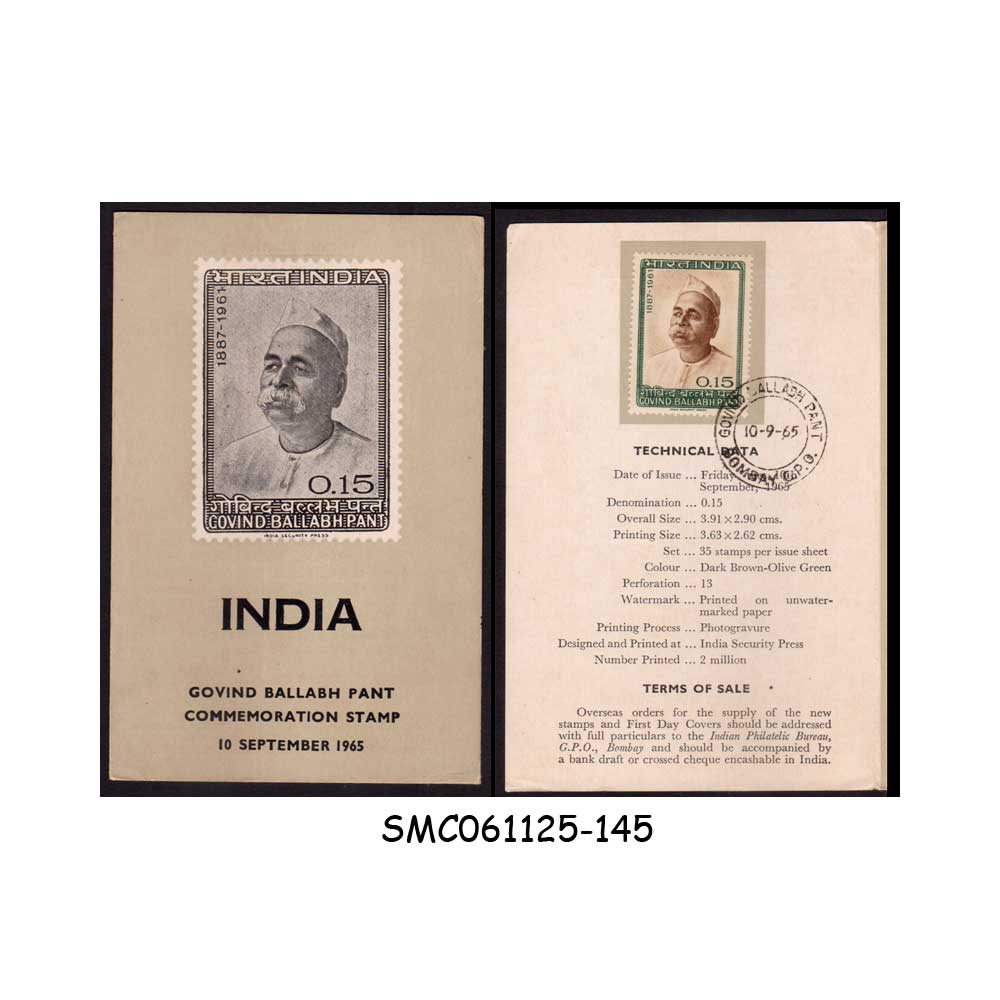 भारत INDIA
1887-1961
0.15
गोविन्द बल्लभ पन्त
GOVIND BALLABH PANT
INDIA SECURITY PRESS
INDIA
GOVIND BALLABH PANT
COMMEMORATION STAMP
10 SEPTEMBER 1965
भारत INDIA
1887-1961
0.15
गोविन्द बल्लभ पन्त
GOVIND BALLABH PANT
INDIA SECURITY PRESS
GOVIND BALLABH PANT
10-9-65
BOMBAY G.P.O.
TECHNICAL DATA
Date of Issue ... Friday
September, 1965
Denomination ... 0.15
Overall Size ... 3.91 × 2.90 cms.
Printing Size ... 3.63 × 2.62 cms.
Set ... 35 stamps per issue sheet
Colour ... Dark Brown-Olive Green
Perforation ... 13
Watermark ... Printed on unwater-
marked paper
Printing Process ... Photogravure
Designed and Printed at ... India Security Press
Number Printed ... 2 million
TERMS OF SALE
Overseas orders for the supply of the new
stamps and First Day Covers should be addressed
with full particulars to the Indian Philatelic Bureau,
G.P.O., Bombay and should be accompanied by
a bank draft or crossed cheque encashable in India.
SMC061125-145